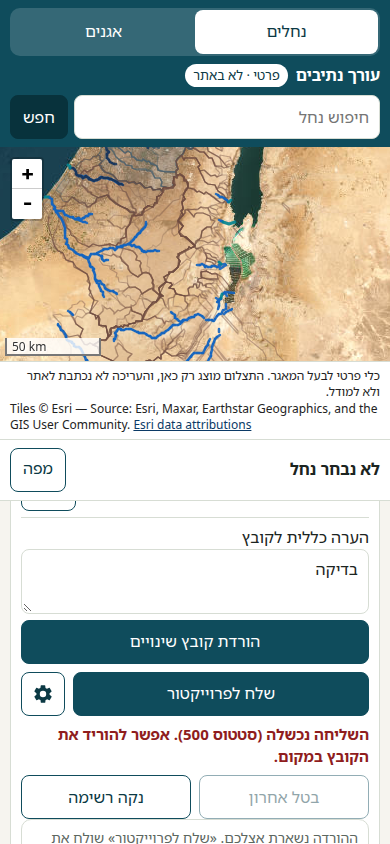 נחלים
אגנים
עורך נתיבים
פרטי · לא באתר
חיפוש נחל
חפש
+
-
50 km
כלי פרטי לבעל המאגר. התצלום מוצג רק כאן, והעריכה לא נכתבת לאתר
ולא למודל.
Tiles © Esri — Source: Esri, Maxar, Earthstar Geographics, and the
GIS User Community. Esri data attributions
לא נבחר נחל
מפה
הערה כללית לקובץ
בדיקה
הורדת קובץ שינויים
שלח לפרוייקטור
השליחה נכשלה (סטטוס 500). אפשר להוריד את
הקובץ במקום.
בטל אחרון
נקה רשימה
ההורדה נשארת אצלכם. «שלח לפרוייקטור» שולח את